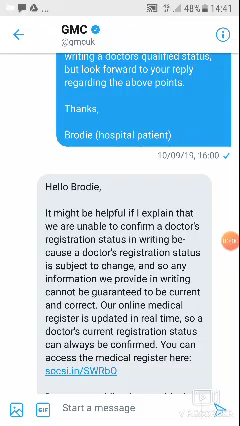 48% 14:41
GMC
@gmcuk
writing a doctors qualified status,
but look forward to your reply
regarding the above points.
Thanks,
Brodie (hospital patient)
10/09/19, 16:00
Hello Brodie,
It might be helpful if I explain that
we are unable to confirm a doctor's
registration status in writing be-
cause a doctor's registration status
is subject to change, and so any
information we provide in writing
cannot be guaranteed to be current
and correct. Our online medical
register is updated in real time, so a
doctor's current registration status
can always be confirmed. You can
access the medical register here:
socsi.in/SWRbQ
GIF Start a message